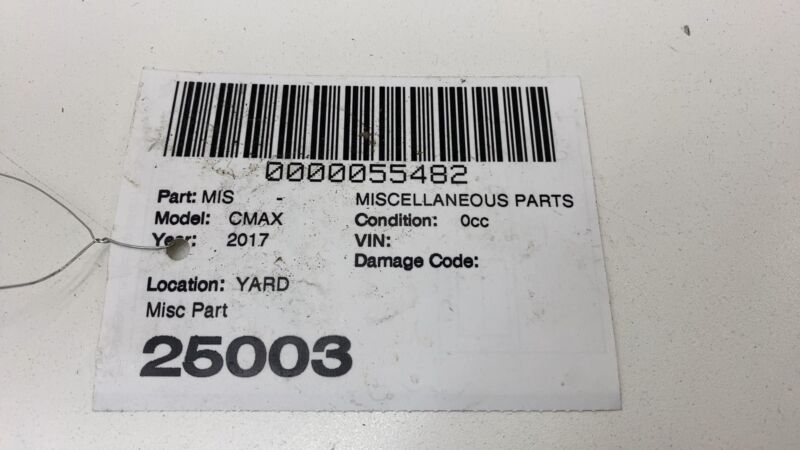 0000055482
Part: MIS - MISCELLANEOUS PARTS
Model: CMAX Condition: 0cc
Year: 2017 VIN:
Damage Code:
Location: YARD
Misc Part
25003